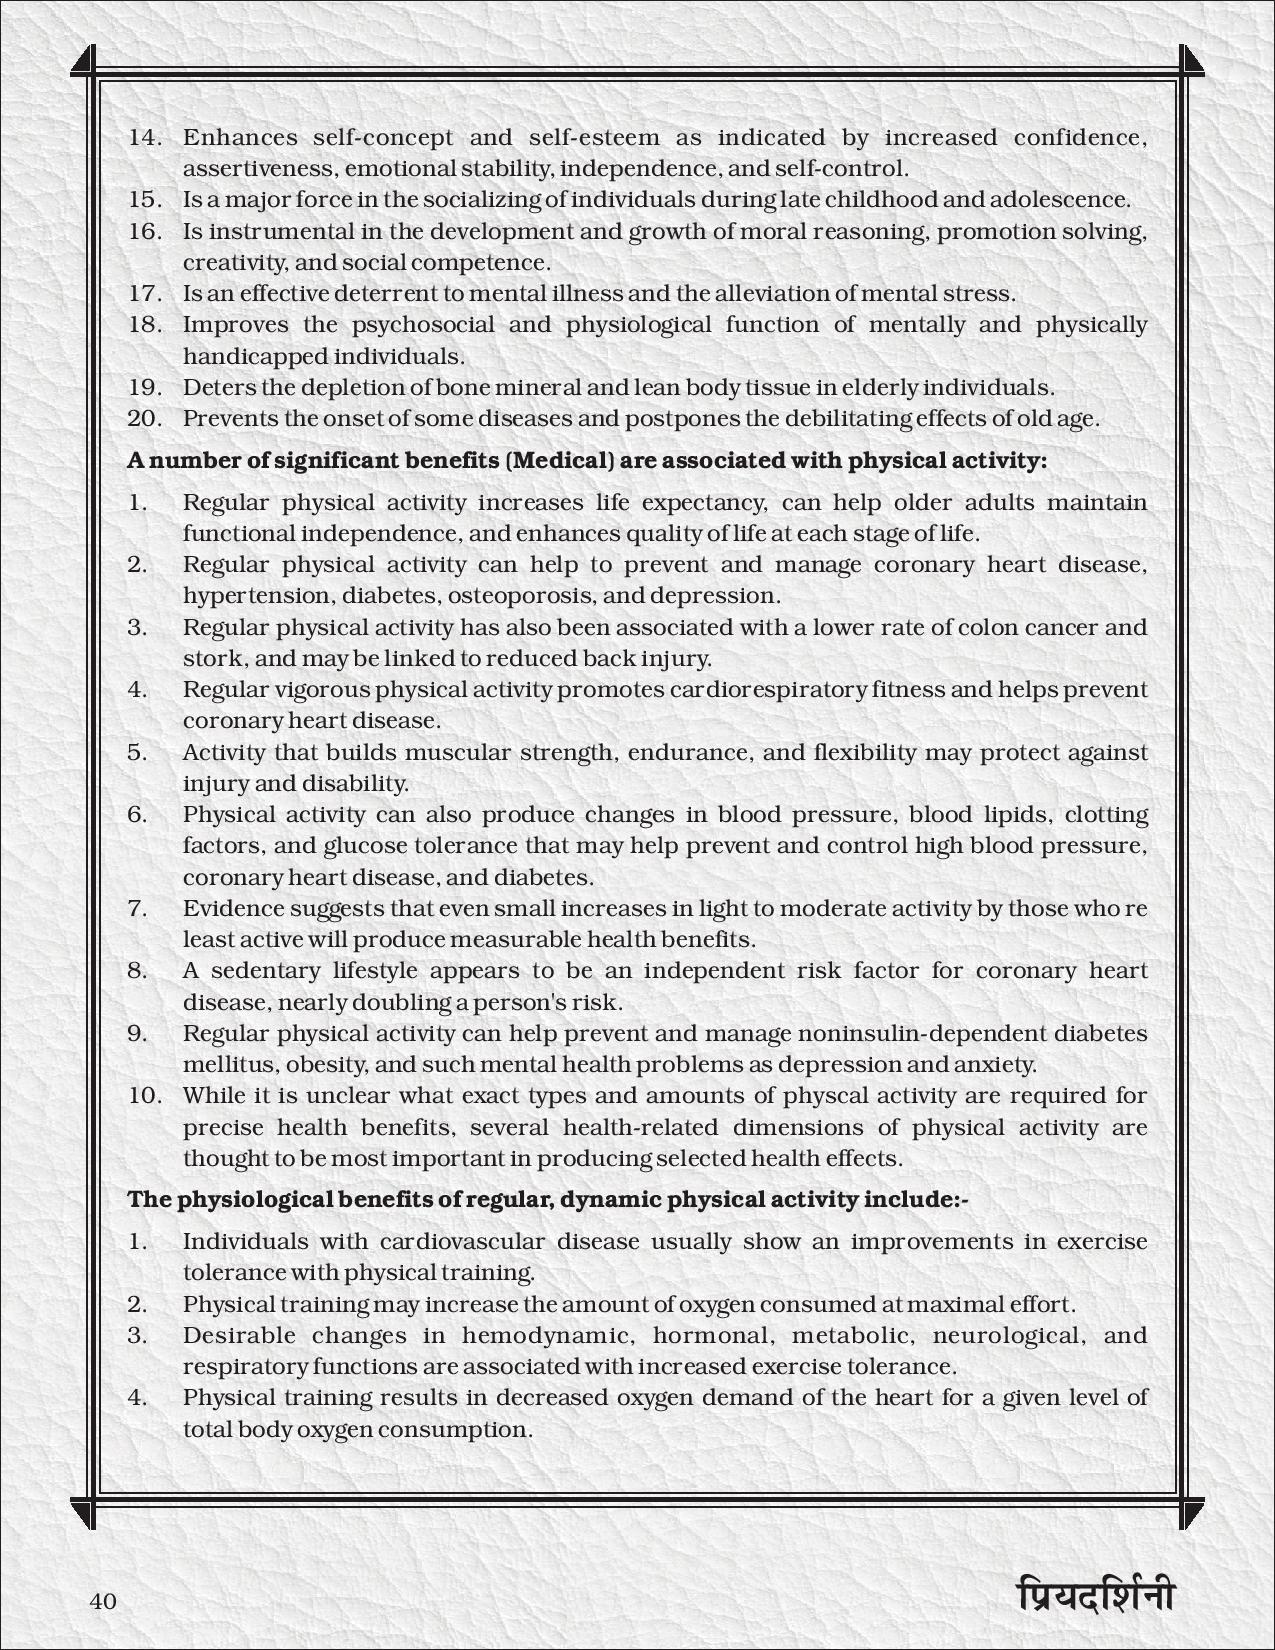 14. Enhances self-concept and self-esteem as indicated by increased confidence,
assertiveness, emotional stability, independence, and self-control.
15. Is a major force in the socializing of individuals during late childhood and adolescence.
16. Is instrumental in the development and growth of moral reasoning, promotion solving,
creativity, and social competence.
17. Is an effective deterrent to mental illness and the alleviation of mental stress.
18. Improves the psychosocial and physiological function of mentally and physically
handicapped individuals.
19. Deters the depletion of bone mineral and lean body tissue in elderly individuals.
20. Prevents the onset of some diseases and postpones the debilitating effects of old age.
A number of significant benefits (Medical) are associated with physical activity:
1. Regular physical activity increases life expectancy, can help older adults maintain
functional independence, and enhances quality of life at each stage of life.
2. Regular physical activity can help to prevent and manage coronary heart disease,
hypertension, diabetes, osteoporosis, and depression.
3. Regular physical activity has also been associated with a lower rate of colon cancer and
stork, and may be linked to reduced back injury.
4. Regular vigorous physical activity promotes cardiorespiratory fitness and helps prevent
coronary heart disease.
5. Activity that builds muscular strength, endurance, and flexibility may protect against
injury and disability.
6. Physical activity can also produce changes in blood pressure, blood lipids, clotting
factors, and glucose tolerance that may help prevent and control high blood pressure,
coronary heart disease, and diabetes.
7. Evidence suggests that even small increases in light to moderate activity by those who re
least active will produce measurable health benefits.
8. A sedentary lifestyle appears to be an independent risk factor for coronary heart
disease, nearly doubling a person's risk.
9. Regular physical activity can help prevent and manage noninsulin-dependent diabetes
mellitus, obesity, and such mental health problems as depression and anxiety.
10. While it is unclear what exact types and amounts of physcal activity are required for
precise health benefits, several health-related dimensions of physical activity are
thought to be most important in producing selected health effects.
The physiological benefits of regular, dynamic physical activity include:-
1. Individuals with cardiovascular disease usually show an improvements in exercise
tolerance with physical training.
2. Physical training may increase the amount of oxygen consumed at maximal effort.
3. Desirable changes in hemodynamic, hormonal, metabolic, neurological, and
respiratory functions are associated with increased exercise tolerance.
4. Physical training results in decreased oxygen demand of the heart for a given level of
total body oxygen consumption.
40
प्रियदर्शिनी